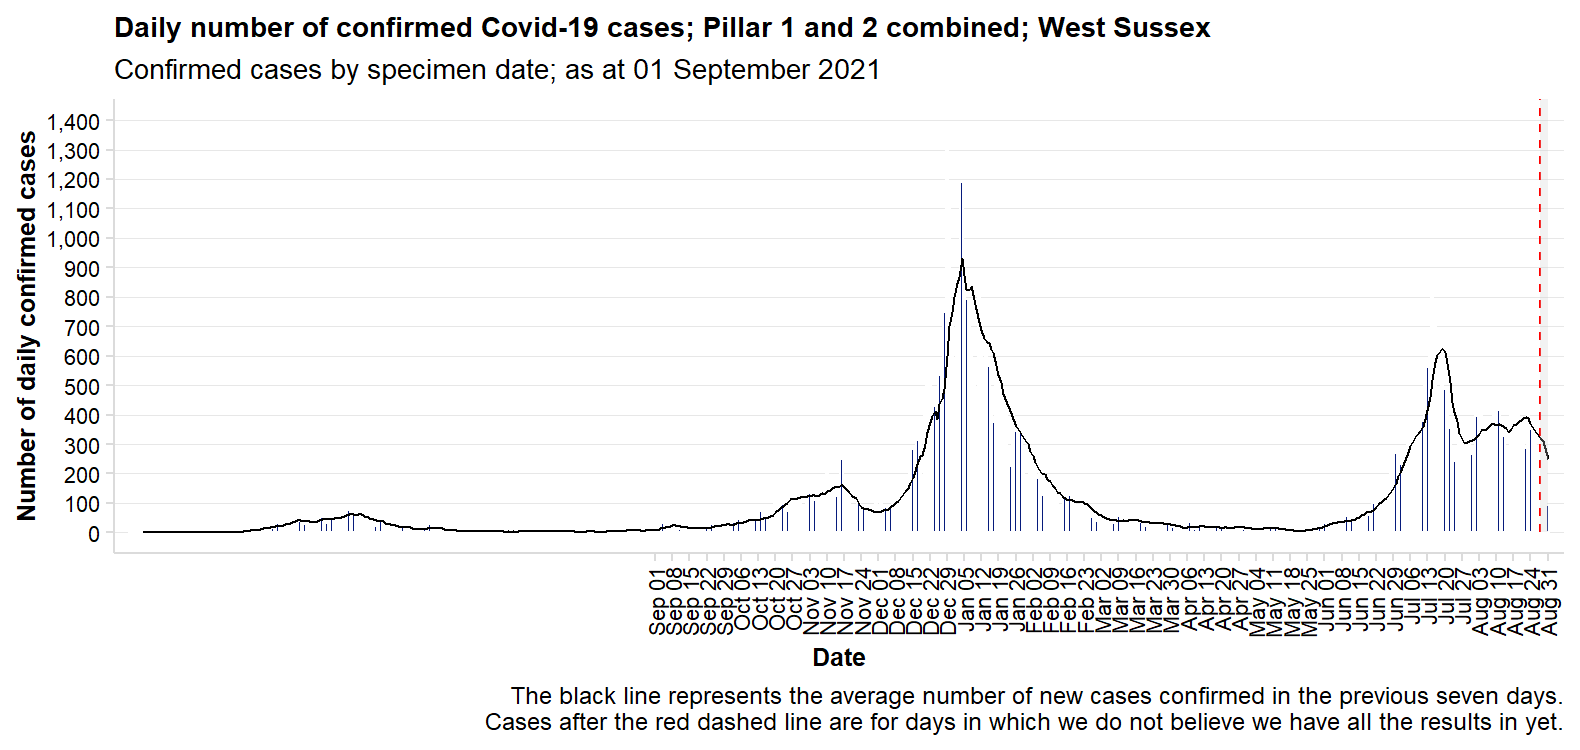 Daily number of confirmed Covid-19 cases; Pillar 1 and 2 combined; West Sussex
Confirmed cases by specimen date; as at 01 September 2021
Number of daily confirmed cases
1,400
1,300
1,200
1,100
1,000
900
800
700
600
500
400
300
200
100
0
Sep 01
Sep 08
Sep 15
Sep 22
Sep 29
Oct 06
Oct 13
Oct 20
Oct 27
Nov 03
Nov 10
Nov 17
Nov 24
Dec 01
Dec 08
Dec 15
Dec 22
Dec 29
Jan 05
Jan 12
Jan 19
Jan 26
Feb 02
Feb 09
Feb 16
Feb 23
Mar 02
Mar 09
Mar 16
Mar 23
Mar 30
Apr 06
Apr 13
Apr 20
Apr 27
May 04
May 11
May 18
May 25
Jun 01
Jun 08
Jun 15
Jun 22
Jun 29
Jul 06
Jul 13
Jul 20
Jul 27
Aug 03
Aug 10
Aug 17
Aug 24
Aug 31
Date
The black line represents the average number of new cases confirmed in the previous seven days.
Cases after the red dashed line are for days in which we do not believe we have all the results in yet.